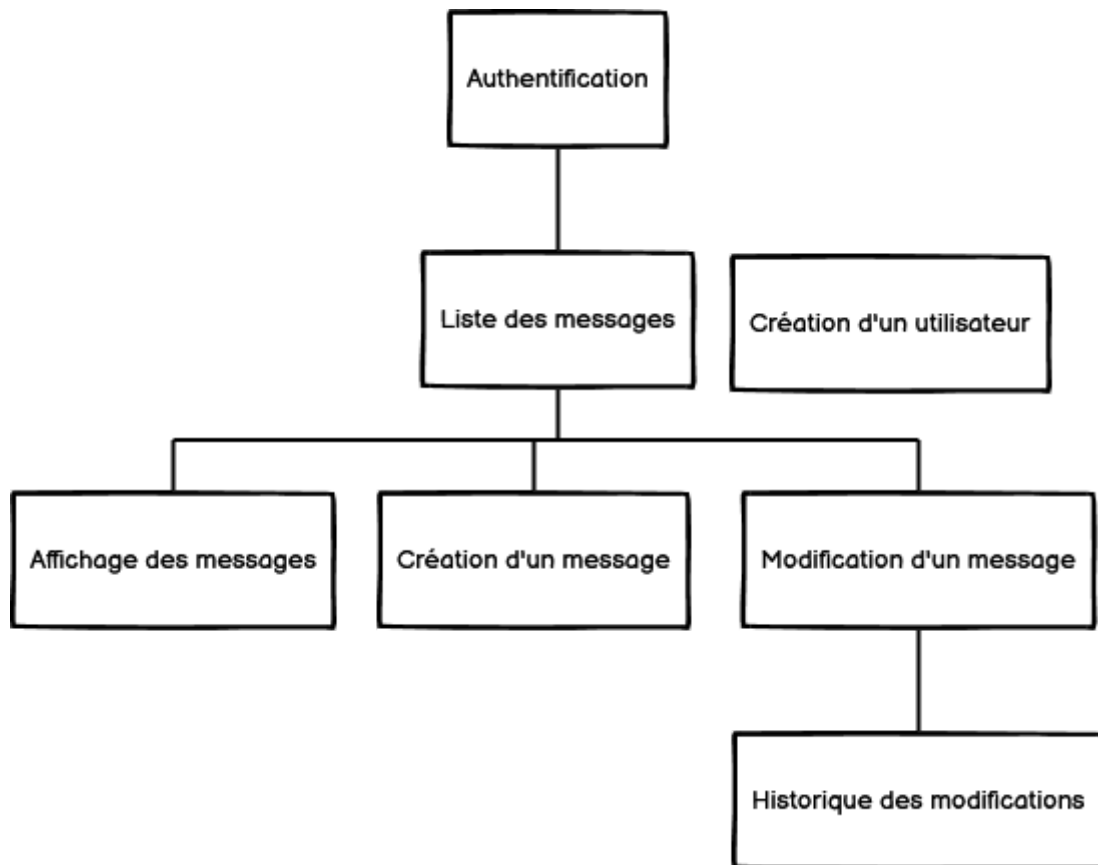 Authentification
Liste des messages
Création d'un utilisateur
Affichage des messages
Création d'un message
Modification d'un message
Historique des modifications